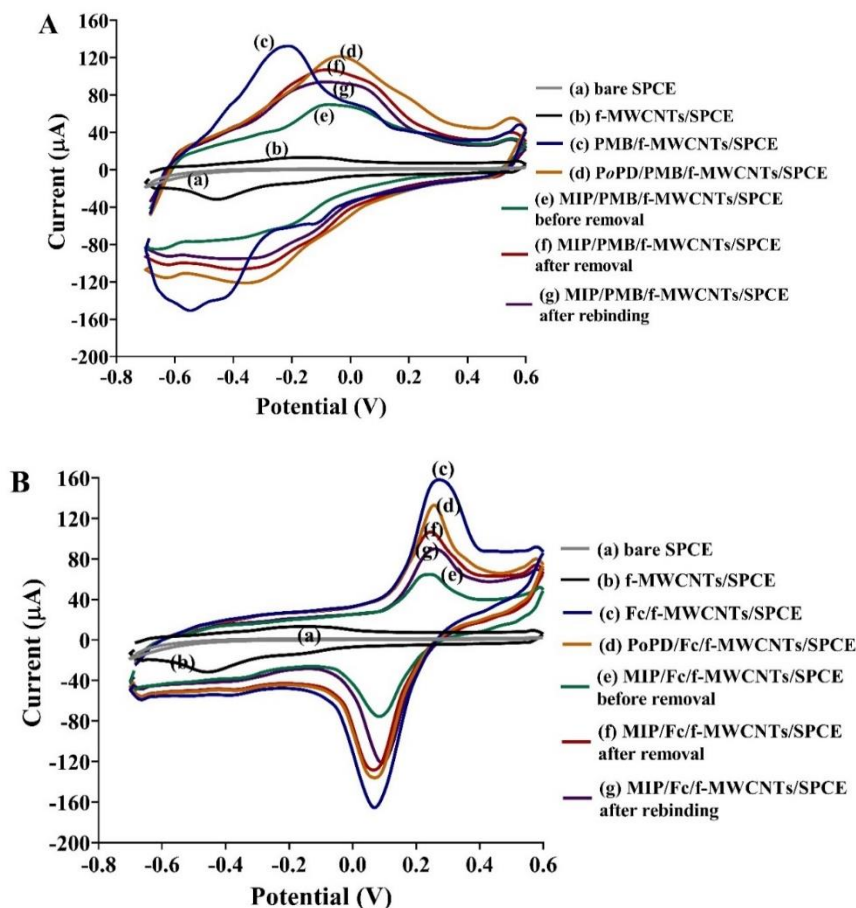 A
160
120
80
40
0
-40
-80
-120
-160
-200
Current (µA)
-0.8 -0.6 -0.4 -0.2 0.0 0.2 0.4 0.6
Potential (V)
(c)
(d)
(f)
(g)
(e)
(b)
(a)
(a) bare SPCE
(b) f-MWCNTs/SPCE
(c) PMB/f-MWCNTs/SPCE
(d) PoPD/PMB/f-MWCNTs/SPCE
(e) MIP/PMB/f-MWCNTs/SPCE
before removal
(f) MIP/PMB/f-MWCNTs/SPCE
after removal
(g) MIP/PMB/f-MWCNTs/SPCE
after rebinding
B
160
120
80
40
0
-40
-80
-120
-160
-200
Current (µA)
-0.8 -0.6 -0.4 -0.2 0.0 0.2 0.4 0.6
Potential (V)
(c)
(d)
(f)
(g)
(e)
(a)
(b)
(a) bare SPCE
(b) f-MWCNTs/SPCE
(c) Fc/f-MWCNTs/SPCE
(d) PoPD/Fc/f-MWCNTs/SPCE
(e) MIP/Fc/f-MWCNTs/SPCE
before removal
(f) MIP/Fc/f-MWCNTs/SPCE
after removal
(g) MIP/Fc/f-MWCNTs/SPCE
after rebinding